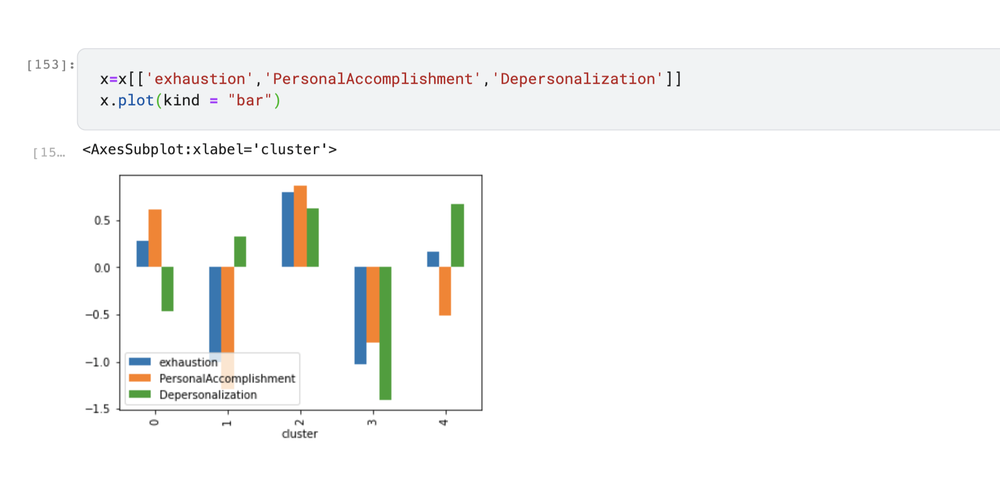 [153]:
x=x[['exhaustion','PersonalAccomplishment','Depersonalization']]
x.plot(kind = "bar")
[15…
<AxesSubplot:xlabel='cluster'>
0.5
0.0
−0.5
−1.0
−1.5
exhaustion
PersonalAccomplishment
Depersonalization
0 1 2 3 4
cluster